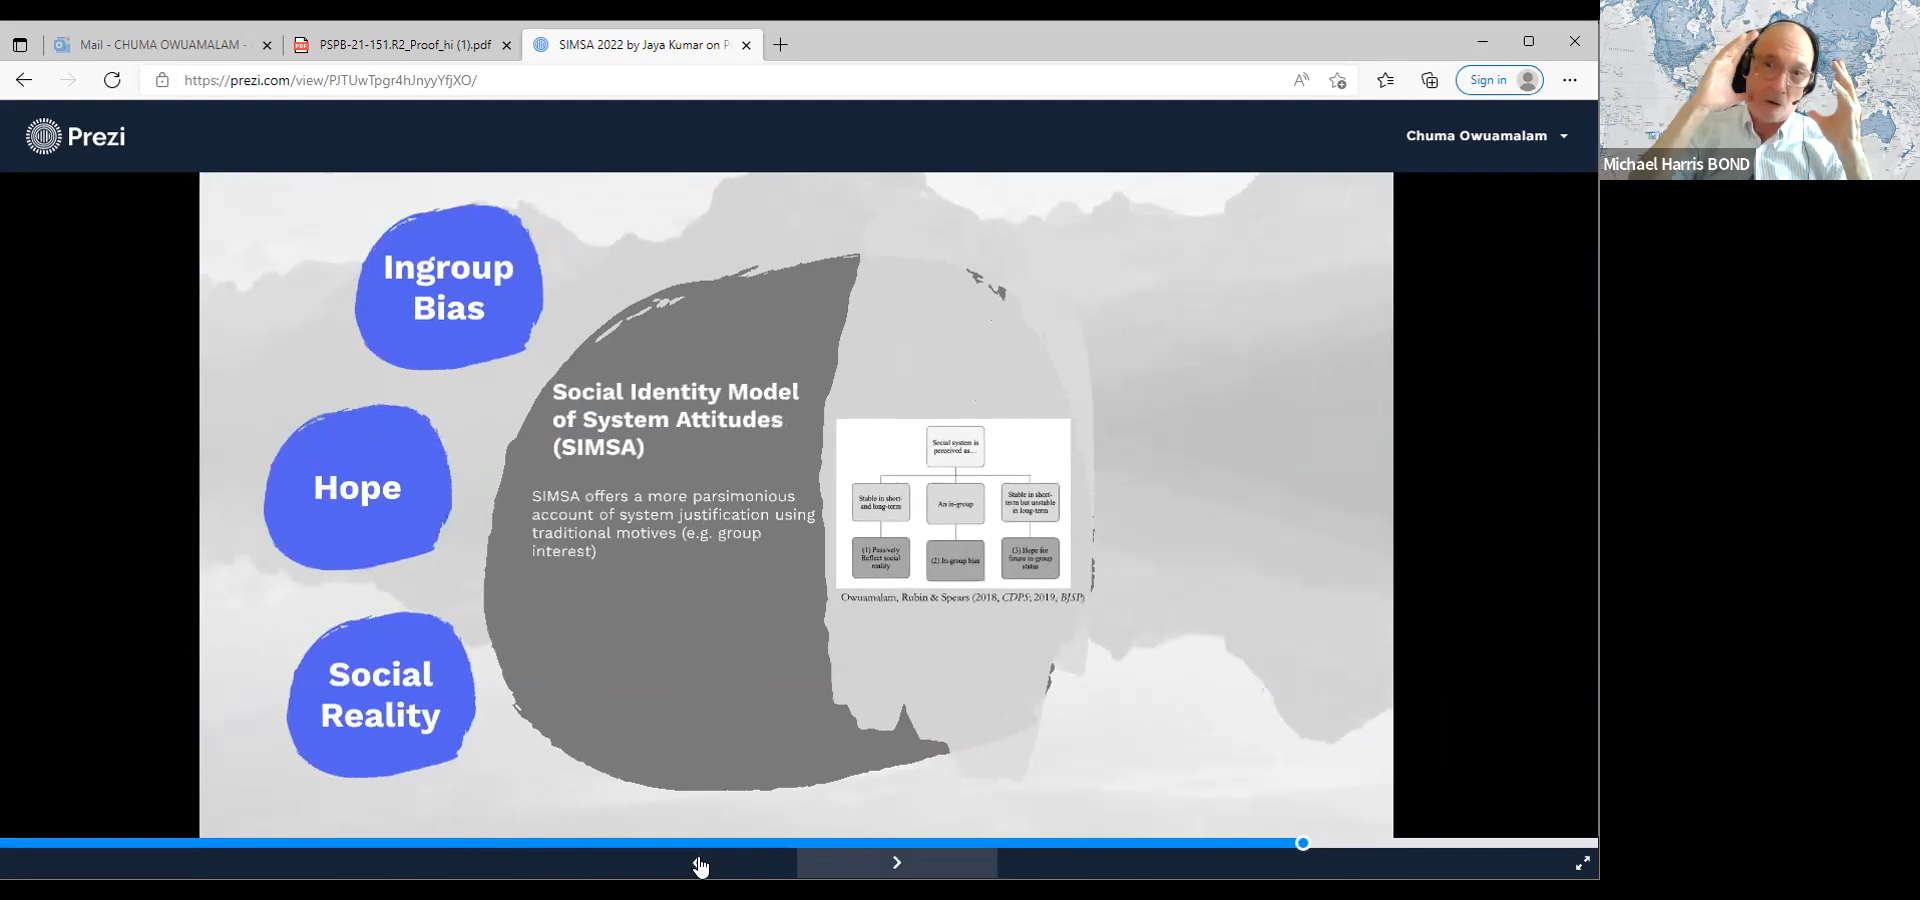 Mail - CHUMA OWUAMALAM -
PSPB-21-151.R2_Proof_hi (1).pdf
SIMSA 2022 by Jaya Kumar on P
https://prezi.com/view/PJTUwTpgr4hJnyyYfjXO/
Sign in
Prezi
Chuma Owuamalam
Michael Harris BOND
Ingroup
Bias
Hope
Social
Reality
Social Identity Model
of System Attitudes
(SIMSA)
SIMSA offers a more parsimonious
account of system justification using
traditional motives (e.g. group
interest)
Social system is
perceived as...
Stable in short-
and long-term
An in-group
Stable in short-
term but unstable
in long-term
(1) Passively
Reflect social
reality
(2) In-group bias
(3) Hope for
future in-group
status
Owuamalam, Rubin & Spears (2018, CDPS; 2019, BJSP)